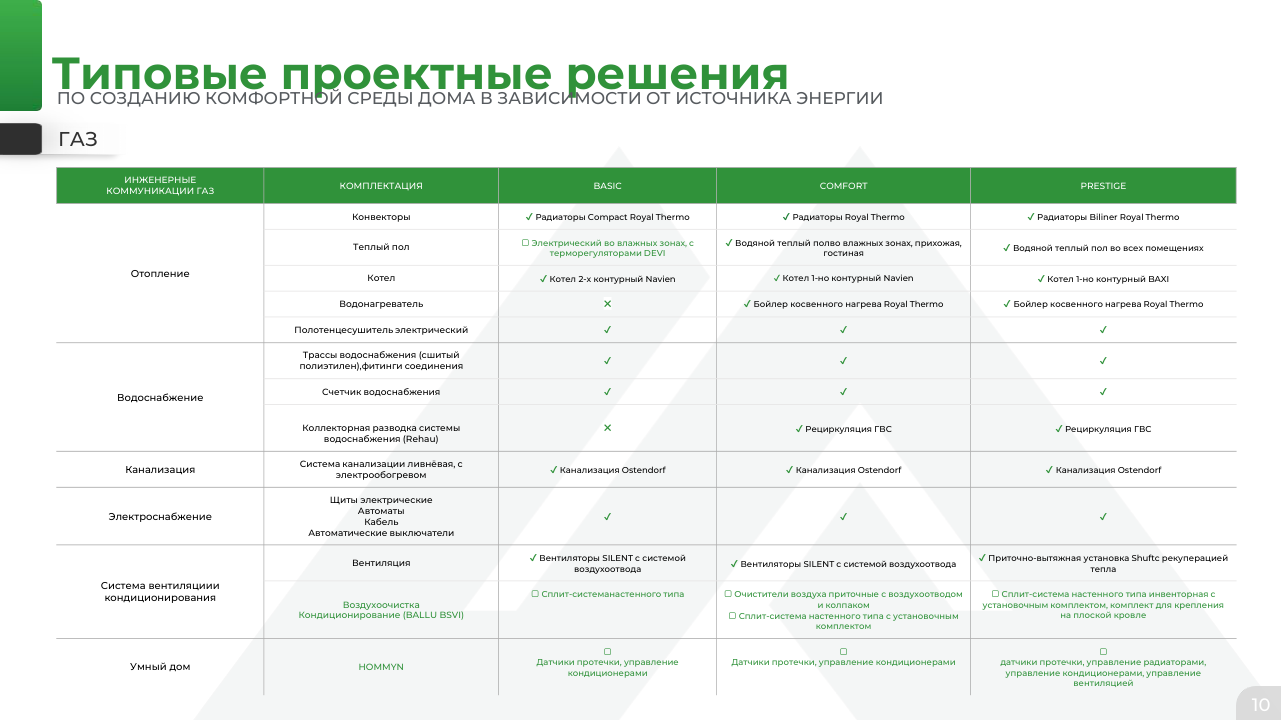 Типовые проектные решения
ПО СОЗДАНИЮ КОМФОРТНОЙ СРЕДЫ ДОМА В ЗАВИСИМОСТИ ОТ ИСТОЧНИКА ЭНЕРГИИ
ГАЗ
ИНЖЕНЕРНЫЕ
КОММУНИКАЦИИ ГАЗ
КОМПЛЕКТАЦИЯ
BASIC
COMFORT
PRESTIGE
Отопление
Конвекторы
✓ Радиаторы Compact Royal Thermo
✓ Радиаторы Royal Thermo
✓ Радиаторы Biliner Royal Thermo
Теплый пол
☐ Электрический во влажных зонах, с
терморегуляторами DEVI
✓ Водяной теплый полво влажных зонах, прихожая,
гостиная
✓ Водяной теплый пол во всех помещениях
Котел
✓ Котел 2-х контурный Navien
✓ Котел 1-но контурный Navien
✓ Котел 1-но контурный BAXI
Водонагреватель
✕
✓ Бойлер косвенного нагрева Royal Thermo
✓ Бойлер косвенного нагрева Royal Thermo
Полотенцесушитель электрический
✓
✓
✓
Водоснабжение
Трассы водоснабжения (сшитый
полиэтилен),фитинги соединения
✓
✓
✓
Счетчик водоснабжения
✓
✓
✓
Коллекторная разводка системы
водоснабжения (Rehau)
✕
✓ Рециркуляция ГВС
✓ Рециркуляция ГВС
Канализация
Система канализации ливнёвая, с
электрообогревом
✓ Канализация Ostendorf
✓ Канализация Ostendorf
✓ Канализация Ostendorf
Электроснабжение
Щиты электрические
Автоматы
Кабель
Автоматические выключатели
✓
✓
✓
Система вентиляциии
кондиционирования
Вентиляция
✓ Вентиляторы SILENT с системой
воздухоотвода
✓ Вентиляторы SILENT с системой воздухоотвода
✓ Приточно-вытяжная установка Shuftс рекуперацией
тепла
Воздухоочистка
Кондиционирование (BALLU BSVI)
☐ Сплит-системанастенного типа
☐ Очистители воздуха приточные с воздухоотводом
и колпаком
☐ Сплит-система настенного типа с установочным
комплектом
☐ Сплит-система настенного типа инвенторная с
установочным комплектом, комплект для крепления
на плоской кровле
Умный дом
HOMMYN
☐
Датчики протечки, управление
кондиционерами
☐
Датчики протечки, управление кондиционерами
☐
датчики протечки, управление радиаторами,
управление кондиционерами, управление
вентиляцией
10